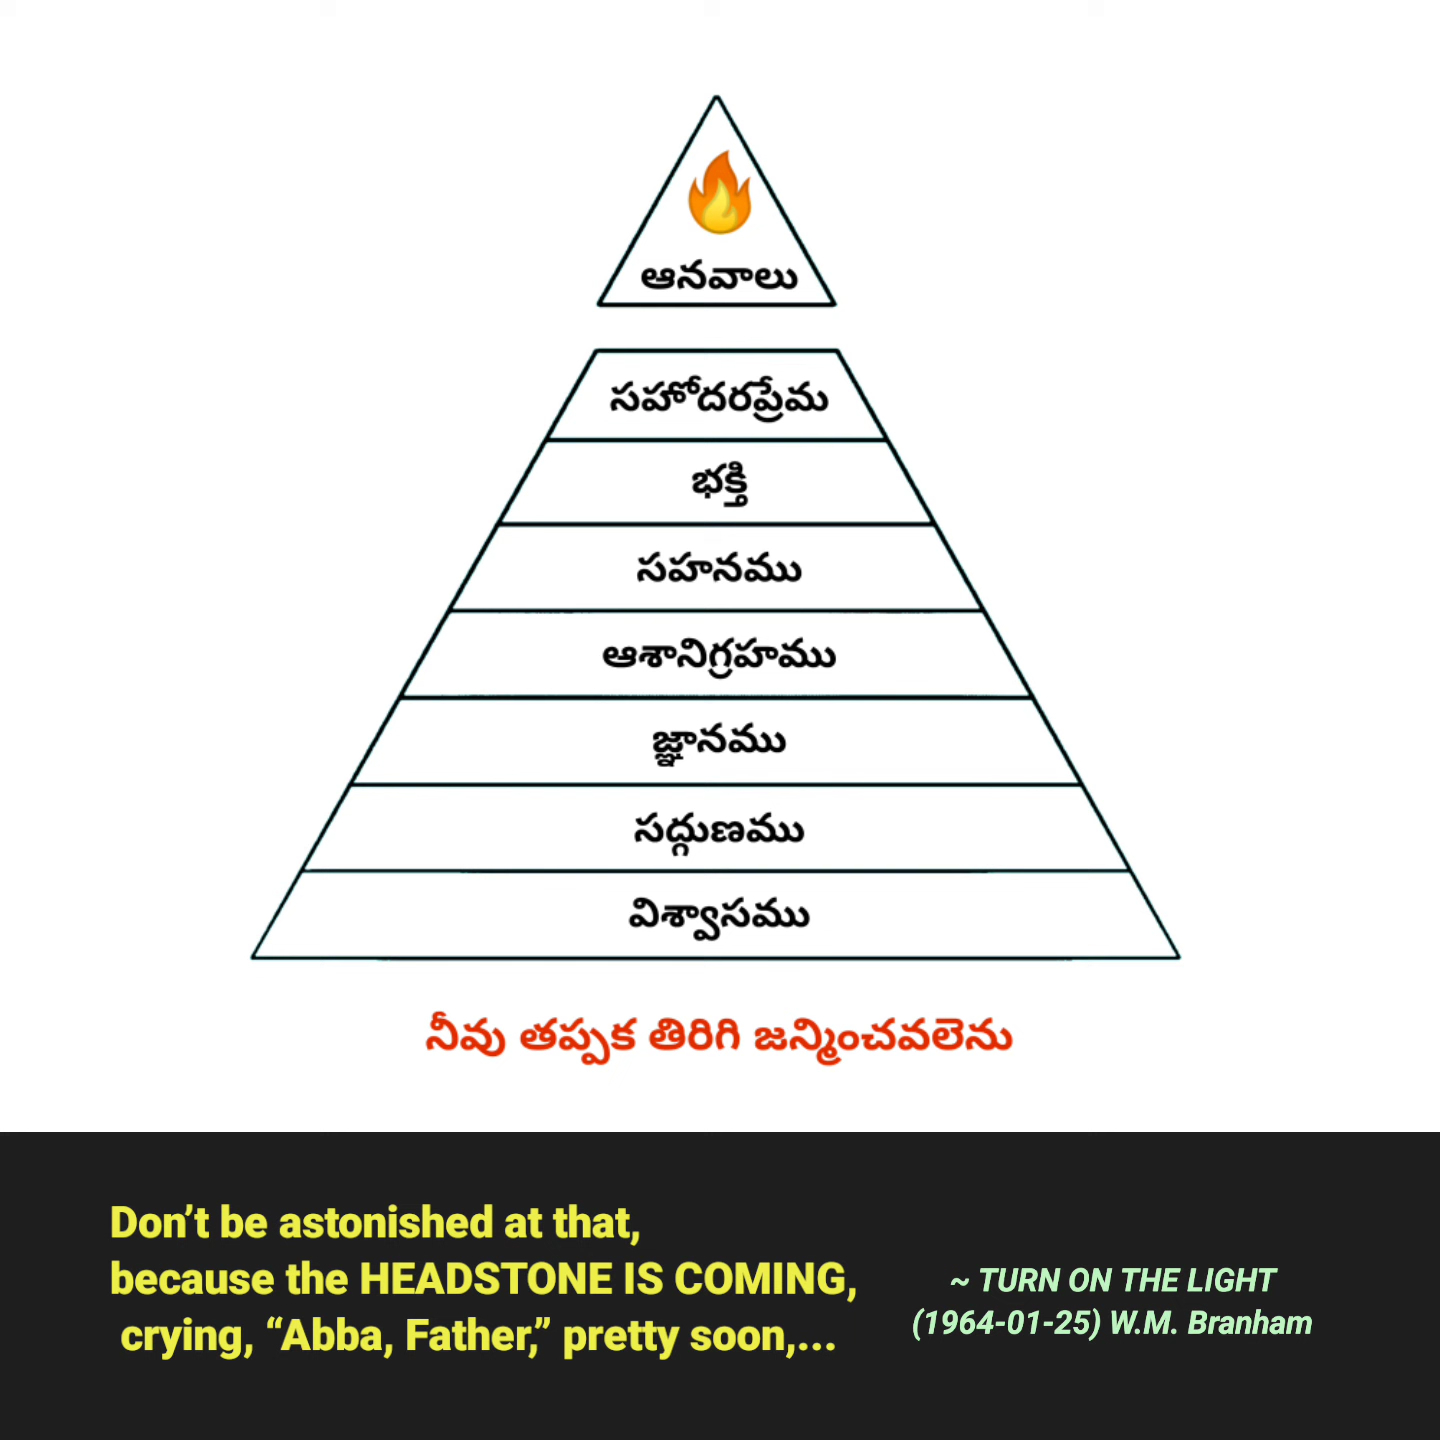 ఆనవాలు
సహోదరప్రేమ
భక్తి
సహనము
ఆశానిగ్రహము
జ్ఞానము
సద్గుణము
విశ్వాసము
నీవు తప్పక తిరిగి జన్మించవలెను
Don’t be astonished at that,
because the HEADSTONE IS COMING,
crying, “Abba, Father,” pretty soon,...
~ TURN ON THE LIGHT
(1964-01-25) W.M. Branham